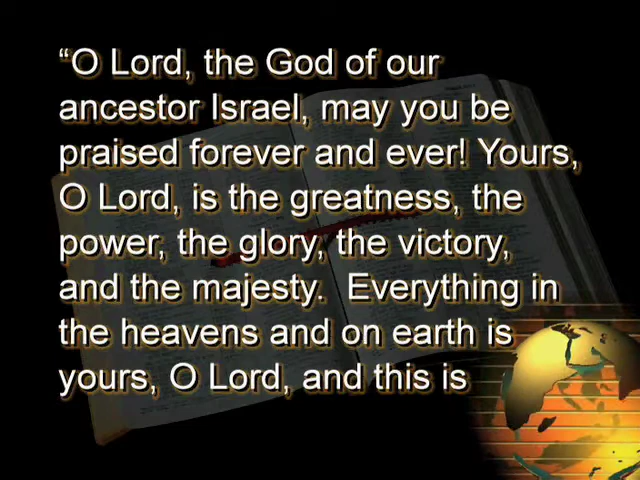 “O Lord, the God of our
ancestor Israel, may you be
praised forever and ever! Yours,
O Lord, is the greatness, the
power, the glory, the victory,
and the majesty.  Everything in
the heavens and on earth is
yours, O Lord, and this is